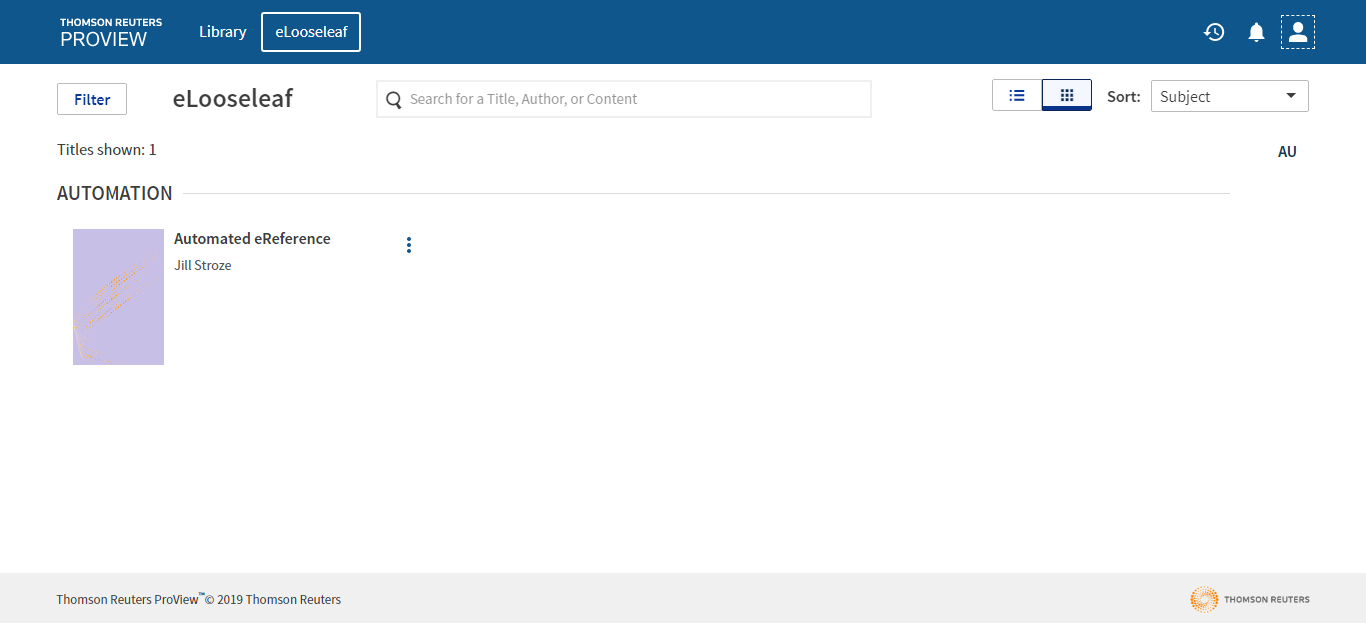 THOMSON REUTERS
PROVIEW
Library
eLooseleaf
Filter
eLooseleaf
Search for a Title, Author, or Content
Sort:
Subject
Titles shown: 1
AU
AUTOMATION
Automated eReference
Jill Stroze
Thomson Reuters ProView™© 2019 Thomson Reuters
THOMSON REUTERS